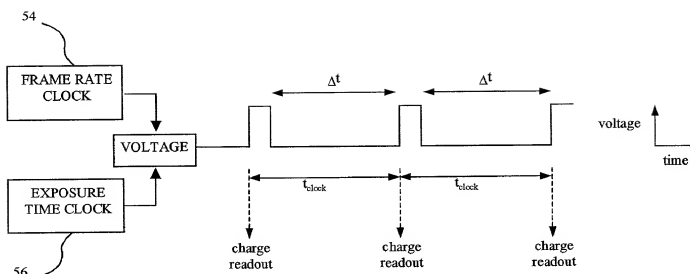 54
FRAME RATE
CLOCK
VOLTAGE
EXPOSURE
TIME CLOCK
56
Δt
Δt
voltage
time
t_clock
t_clock
charge
readout
charge
readout
charge
readout